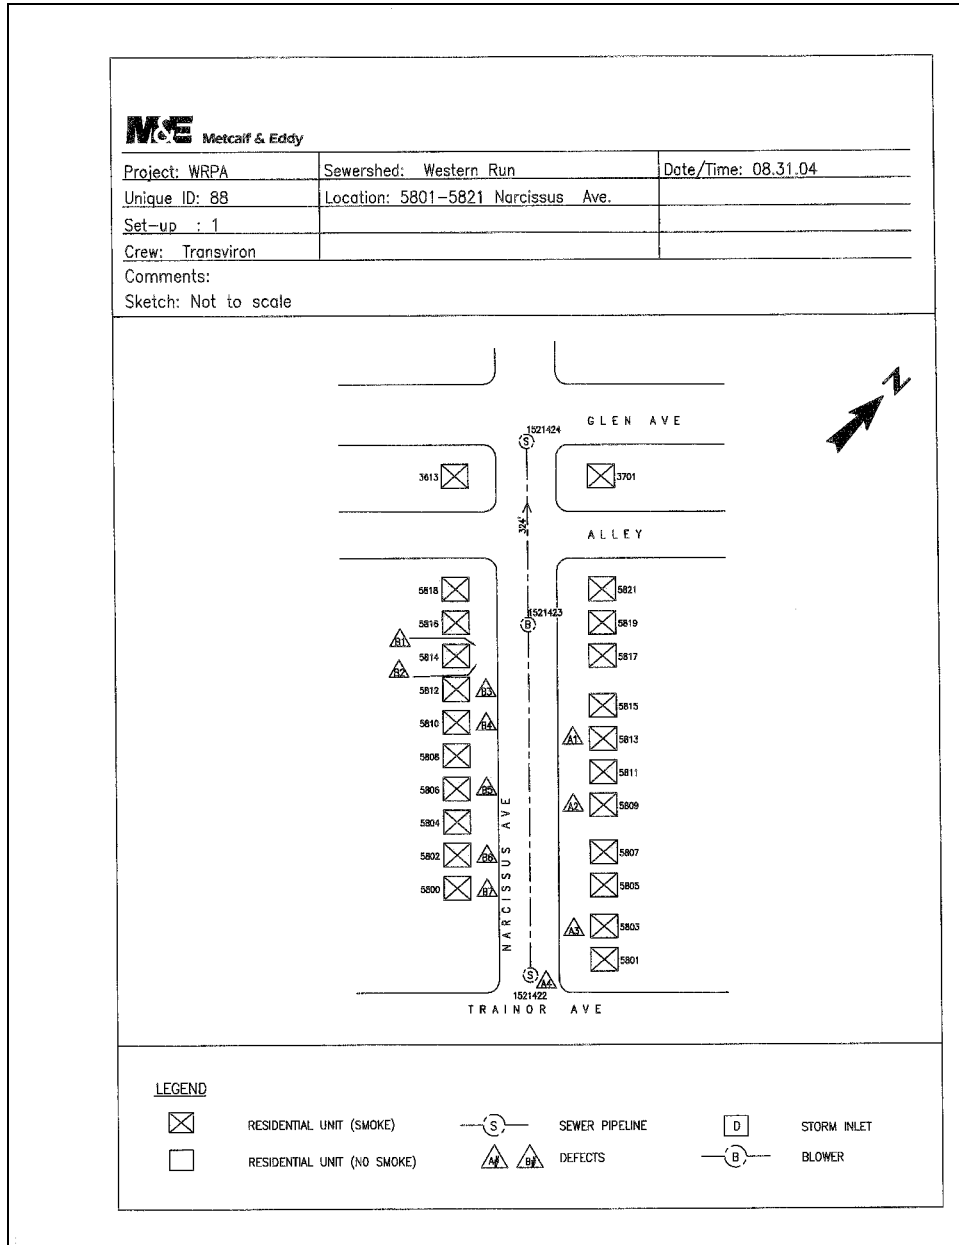 M&E Metcalf & Eddy
Project: WRPA Sewershed: Western Run Date/Time: 08.31.04
Unique ID: 88 Location: 5801-5821 Narcissus Ave.
Set-up : 1
Crew: Transviron
Comments:
Sketch: Not to scale
N
GLEN AVE
1521424
S
3613
3701
324'
ALLEY
5818
5821
1521423
5816
B
5819
B1
5814
5817
B2
5812
B3
5815
5810
B4
A1
5813
5808
5811
5806
B5
A2
5809
NARCISSUS AVE
5804
5802
B6
5807
5800
B7
5805
A3
5803
5801
S
A4
1521422
TRAINOR AVE
LEGEND
RESIDENTIAL UNIT (SMOKE) S SEWER PIPELINE D STORM INLET
RESIDENTIAL UNIT (NO SMOKE) A# B# DEFECTS B BLOWER